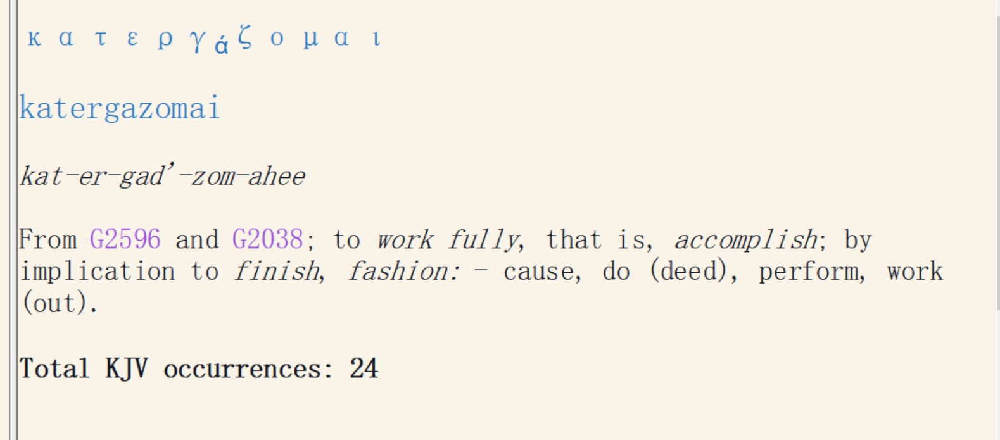 κατεργάζομαι
katergazomai
kat-er-gad'-zom-ahee
From G2596 and G2038; to work fully, that is, accomplish; by
implication to finish, fashion: - cause, do (deed), perform, work
(out).
Total KJV occurrences: 24